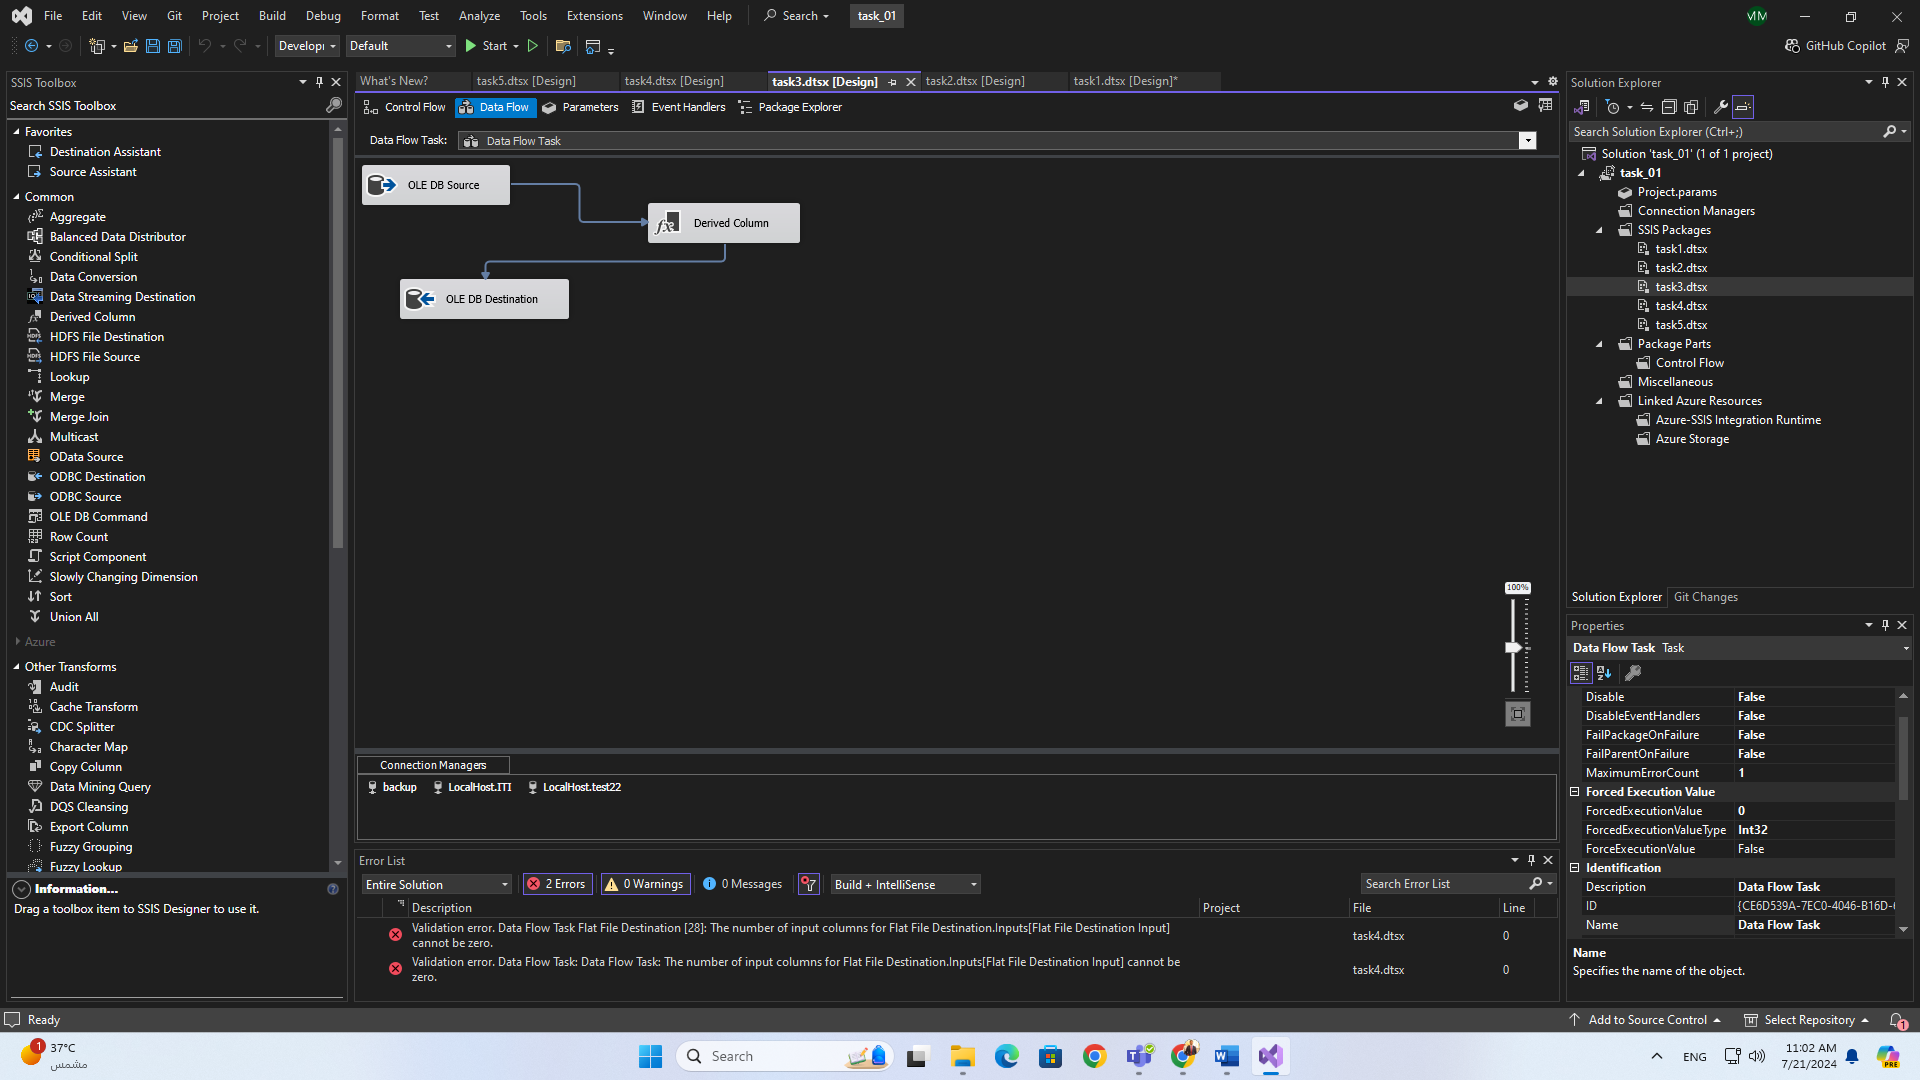 File Edit View Git Project Build Debug Format Test Analyze Tools Extensions Window Help Search task_01 MM
Developi Default Start GitHub Copilot
SSIS Toolbox
Search SSIS Toolbox
Favorites
Destination Assistant
Source Assistant
Common
Aggregate
Balanced Data Distributor
Conditional Split
Data Conversion
Data Streaming Destination
Derived Column
HDFS File Destination
HDFS File Source
Lookup
Merge
Merge Join
Multicast
OData Source
ODBC Destination
ODBC Source
OLE DB Command
Row Count
Script Component
Slowly Changing Dimension
Sort
Union All
Azure
Other Transforms
Audit
Cache Transform
CDC Splitter
Character Map
Copy Column
Data Mining Query
DQS Cleansing
Export Column
Fuzzy Grouping
Fuzzy Lookup
Information...
Drag a toolbox item to SSIS Designer to use it.
What's New? task5.dtsx [Design] task4.dtsx [Design] task3.dtsx [Design] task2.dtsx [Design] task1.dtsx [Design]*
Control Flow Data Flow Parameters Event Handlers Package Explorer
Data Flow Task: Data Flow Task
OLE DB Source
Derived Column
OLE DB Destination
100%
Connection Managers
backup LocalHost.ITI LocalHost.test22
Error List
Entire Solution 2 Errors 0 Warnings 0 Messages Build + IntelliSense Search Error List
Description Project File Line
Validation error. Data Flow Task Flat File Destination [28]: The number of input columns for Flat File Destination.Inputs[Flat File Destination Input] cannot be zero. task4.dtsx 0
Validation error. Data Flow Task: Data Flow Task: The number of input columns for Flat File Destination.Inputs[Flat File Destination Input] cannot be zero. task4.dtsx 0
Solution Explorer
Search Solution Explorer (Ctrl+;)
Solution 'task_01' (1 of 1 project)
task_01
Project.params
Connection Managers
SSIS Packages
task1.dtsx
task2.dtsx
task3.dtsx
task4.dtsx
task5.dtsx
Package Parts
Control Flow
Miscellaneous
Linked Azure Resources
Azure-SSIS Integration Runtime
Azure Storage
Solution Explorer Git Changes
Properties
Data Flow Task Task
Disable False
DisableEventHandlers False
FailPackageOnFailure False
FailParentOnFailure False
MaximumErrorCount 1
Forced Execution Value
ForcedExecutionValue 0
ForcedExecutionValueType Int32
ForceExecutionValue False
Identification
Description Data Flow Task
ID {CE6D539A-7EC0-4046-B16D-
Name Data Flow Task
Name
Specifies the name of the object.
Ready Add to Source Control Select Repository 1
1 37°C
مشمس
Search
ENG 11:02 AM
7/21/2024
PRE